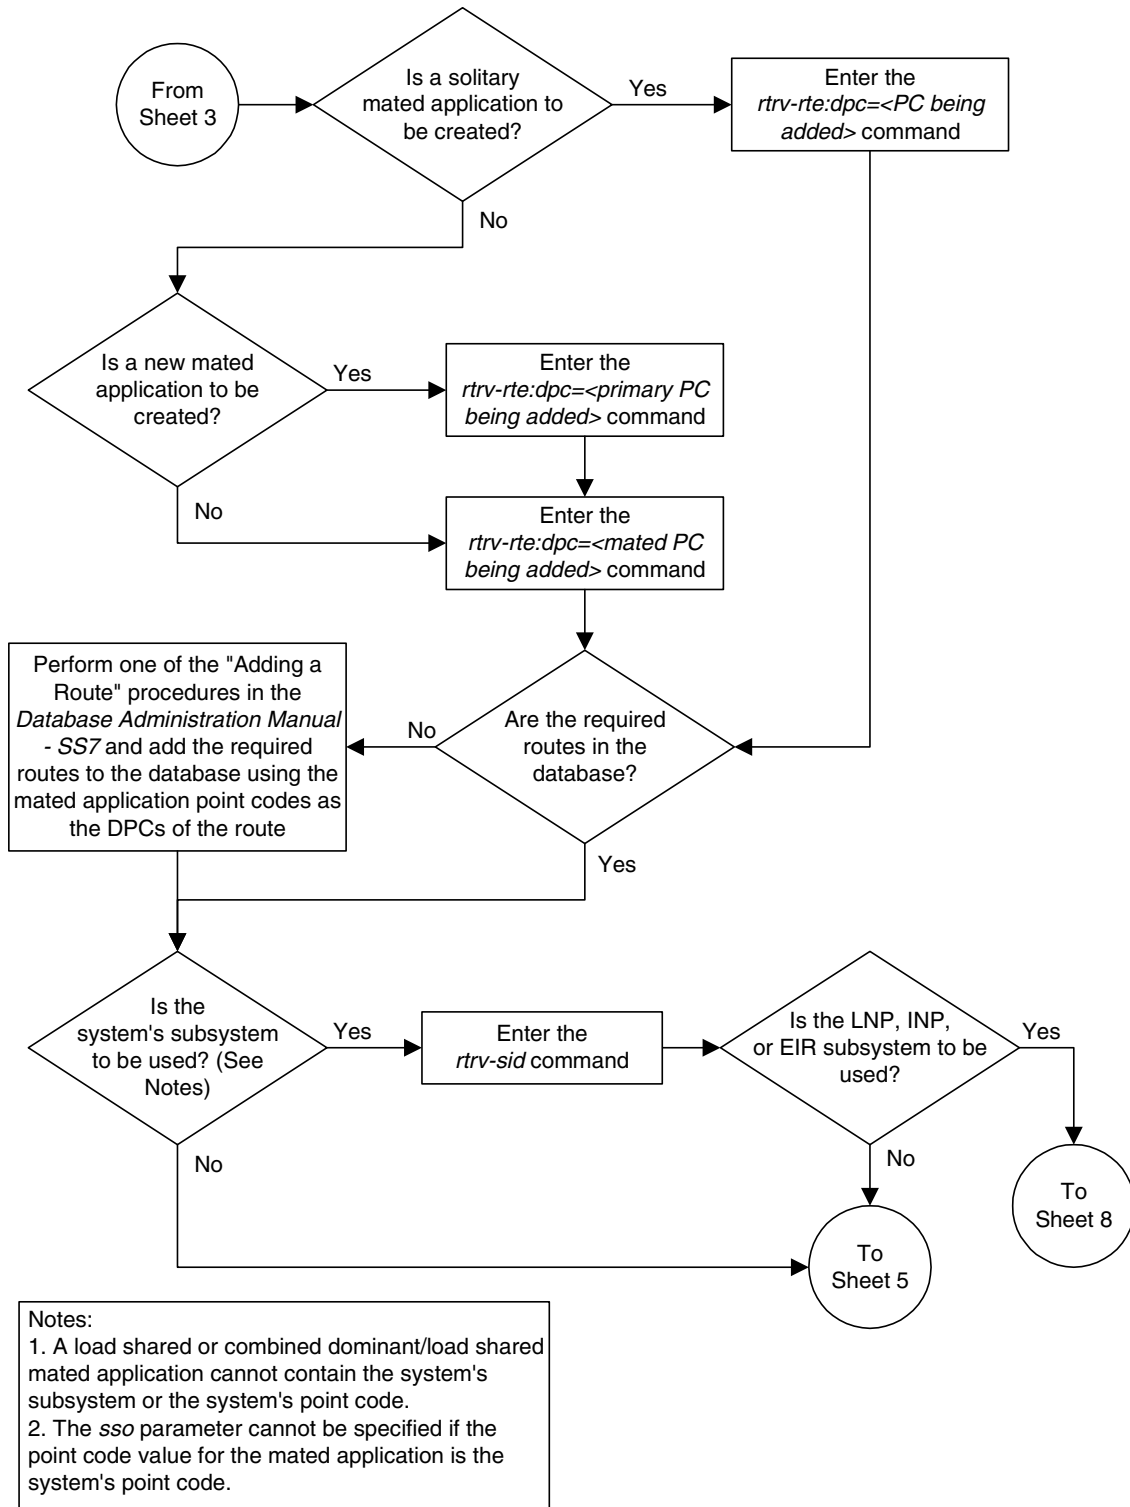 From
Sheet 3
Is a solitary
mated application to
be created?
Yes
Enter the
rtrv-rte:dpc=<PC being
added> command
No
Is a new mated
application to be
created?
Yes
Enter the
rtrv-rte:dpc=<primary PC
being added> command
No
Enter the
rtrv-rte:dpc=<mated PC
being added> command
Perform one of the "Adding a
Route" procedures in the
Database Administration Manual
- SS7 and add the required
routes to the database using the
mated application point codes as
the DPCs of the route
No
Are the required
routes in the
database?
Yes
Is the
system's subsystem
to be used? (See
Notes)
Yes
Enter the
rtrv-sid command
Is the LNP, INP,
or EIR subsystem to be
used?
Yes
No
No
To
Sheet 8
To
Sheet 5
Notes:
1. A load shared or combined dominant/load shared
mated application cannot contain the system's
subsystem or the system's point code.
2. The sso parameter cannot be specified if the
point code value for the mated application is the
system's point code.